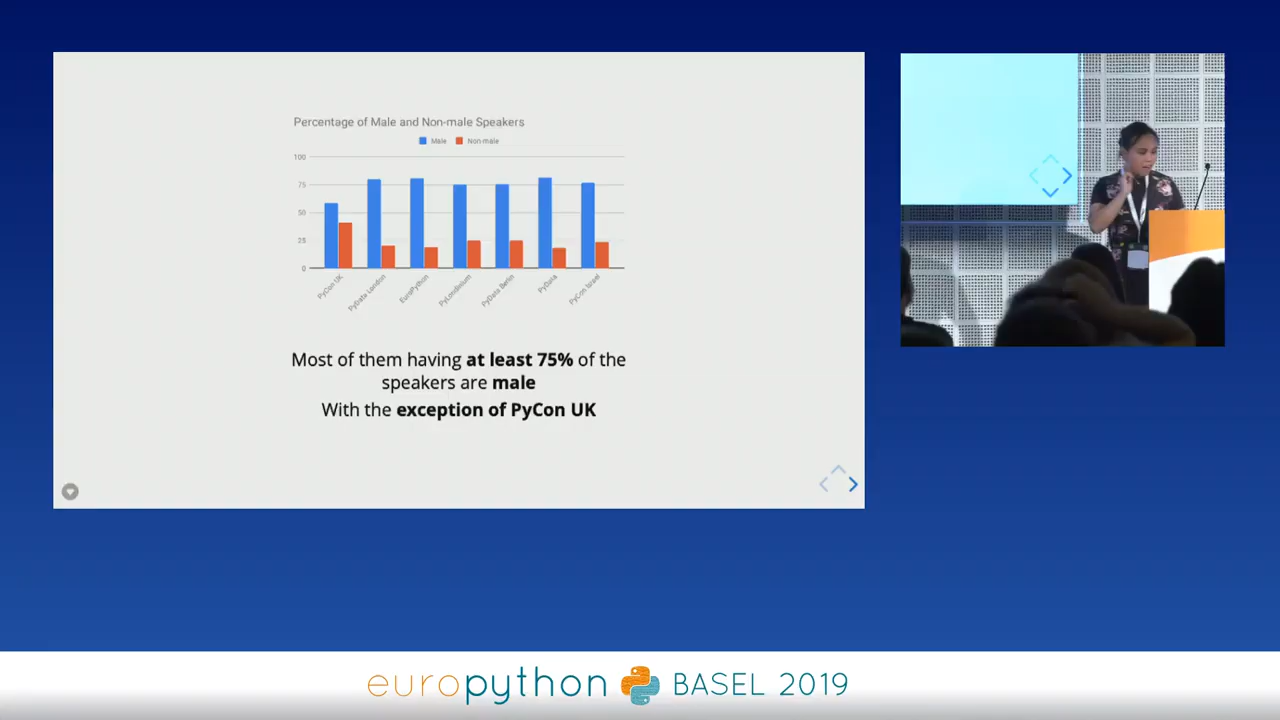 Percentage of Male and Non-male Speakers
Male Non-male
100
75
50
25
0
PyCon UK
PyData London
EuroPython
PyLondinium
PyData Berlin
PyData
PyCon Israel
Most of them having at least 75% of the
speakers are male
With the exception of PyCon UK
europython BASEL 2019